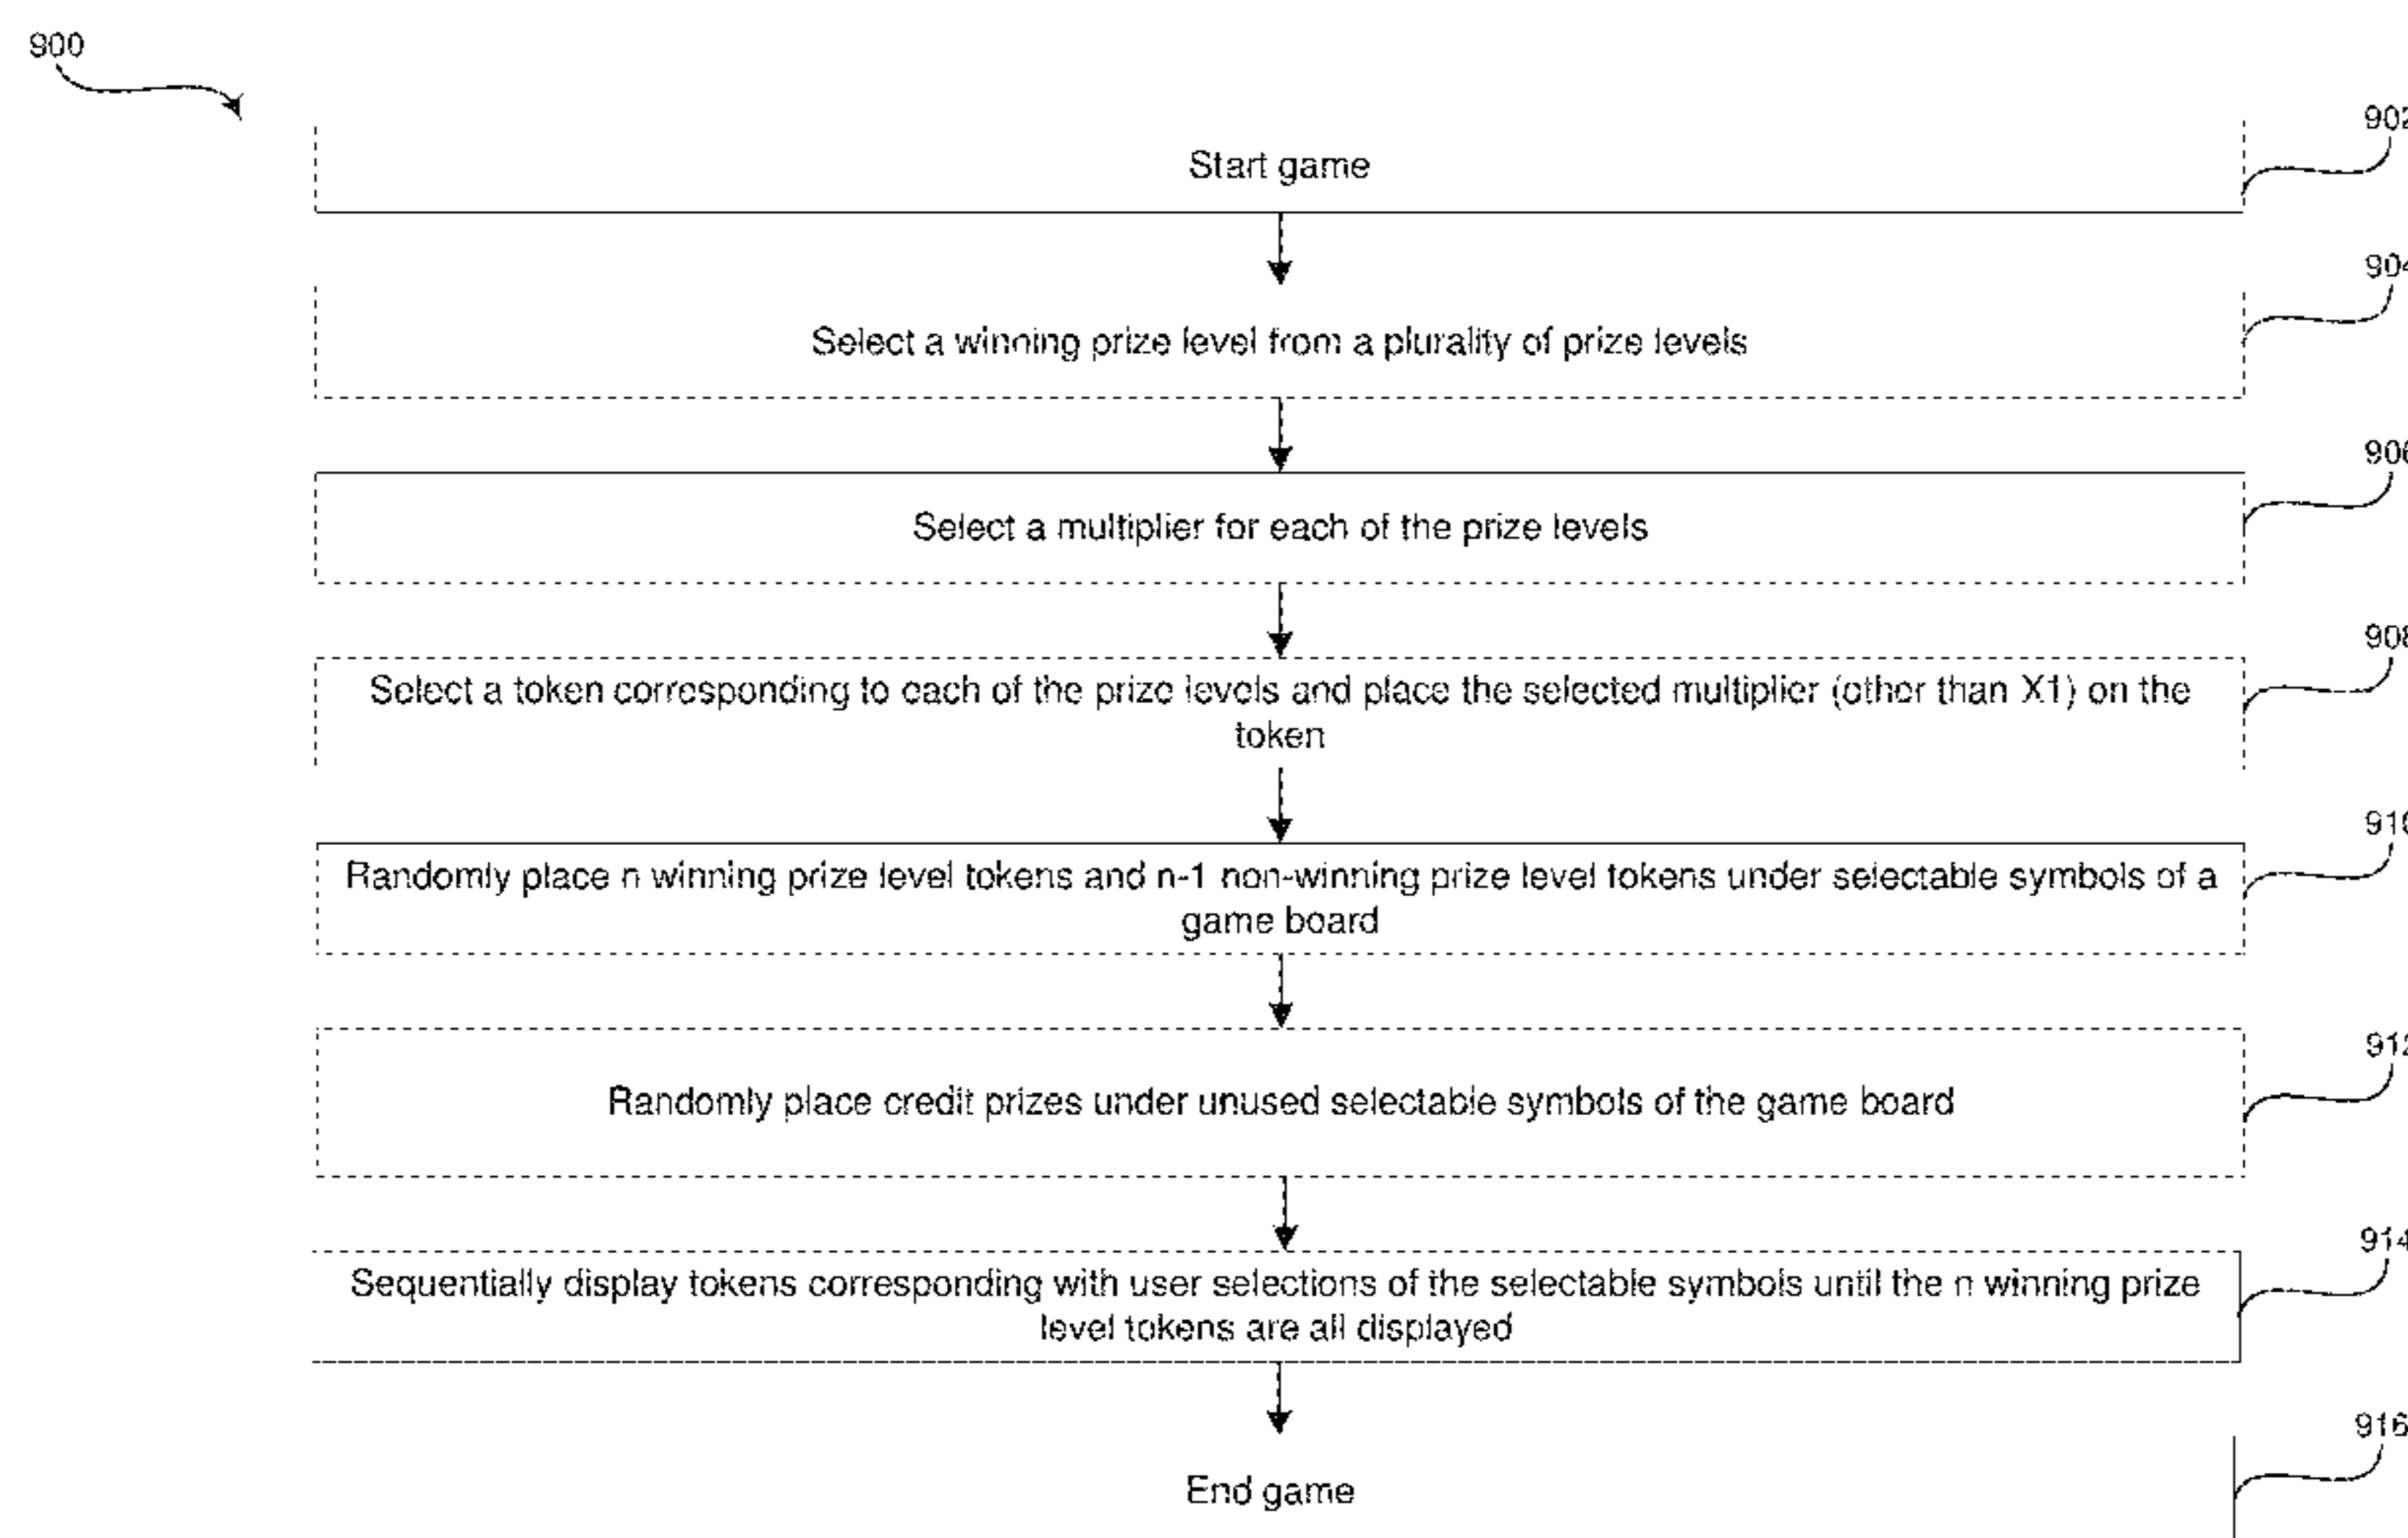 900
902
Start game
904
Select a winning prize level from a plurality of prize levels
906
Select a multiplier for each of the prize levels
908
Select a token corresponding to each of the prize levels and place the selected multiplier (other than X1) on the
token
910
Randomly place n winning prize level tokens and n-1 non-winning prize level tokens under selectable symbols of a
game board
912
Randomly place credit prizes under unused selectable symbols of the game board
914
Sequentially display tokens corresponding with user selections of the selectable symbols until the n winning prize
level tokens are all displayed
916
End game